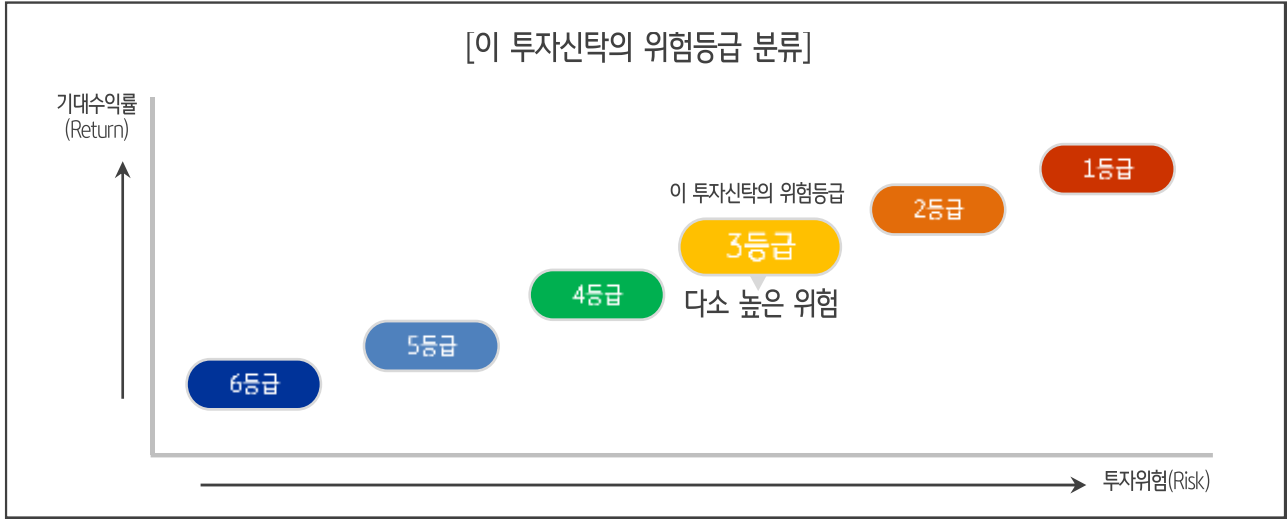 [이 투자신탁의 위험등급 분류]
기대수익률
(Return)
1등급
이 투자신탁의 위험등급
2등급
3등급
다소 높은 위험
4등급
5등급
6등급
투자위험(Risk)